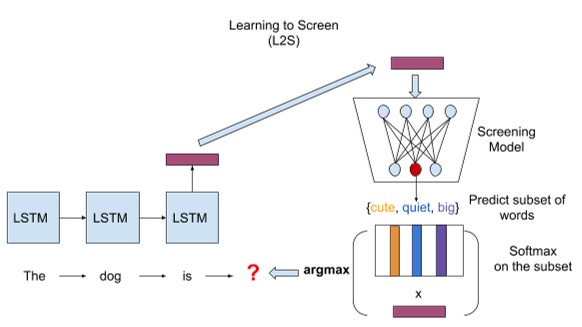 Learning to Screen
(L2S)
Screening
Model
LSTM
LSTM
LSTM
{cute, quiet, big}
Predict subset of
words
Softmax
on the subset
The
dog
is
?
argmax
x